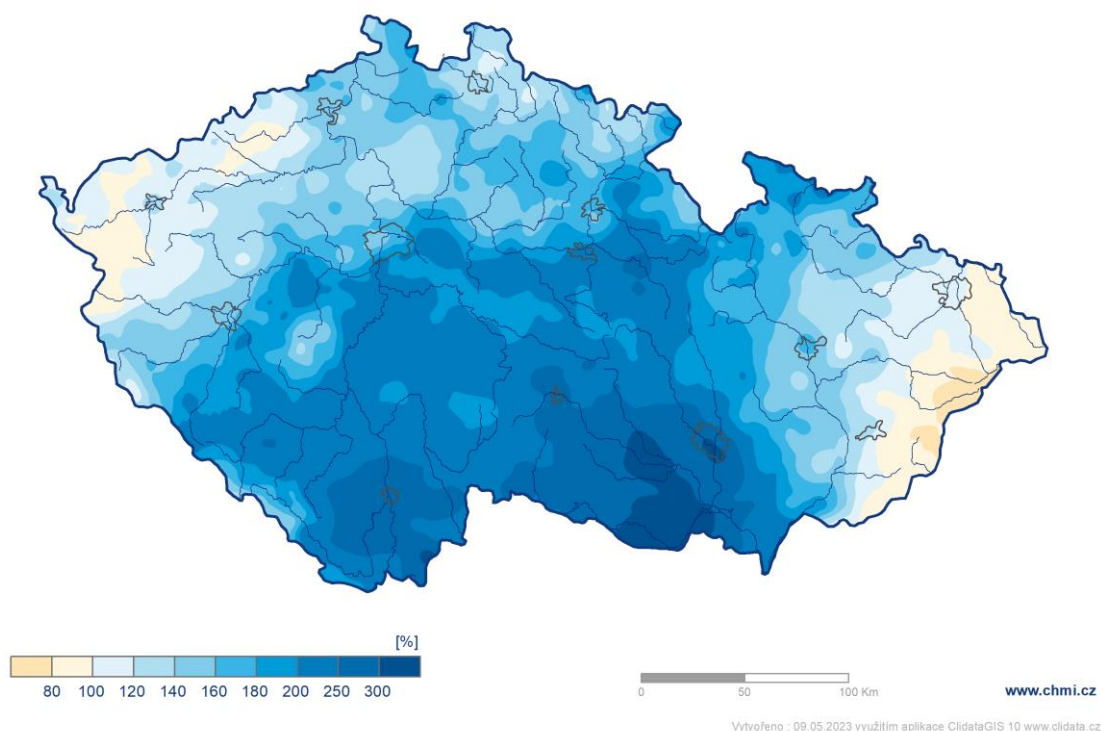 [%]
80 100 120 140 160 180 200 250 300
0 50 100 Km
www.chmi.cz
Vytvořeno : 09.05.2023 využitím aplikace ClidataGIS 10 www.clidata.cz